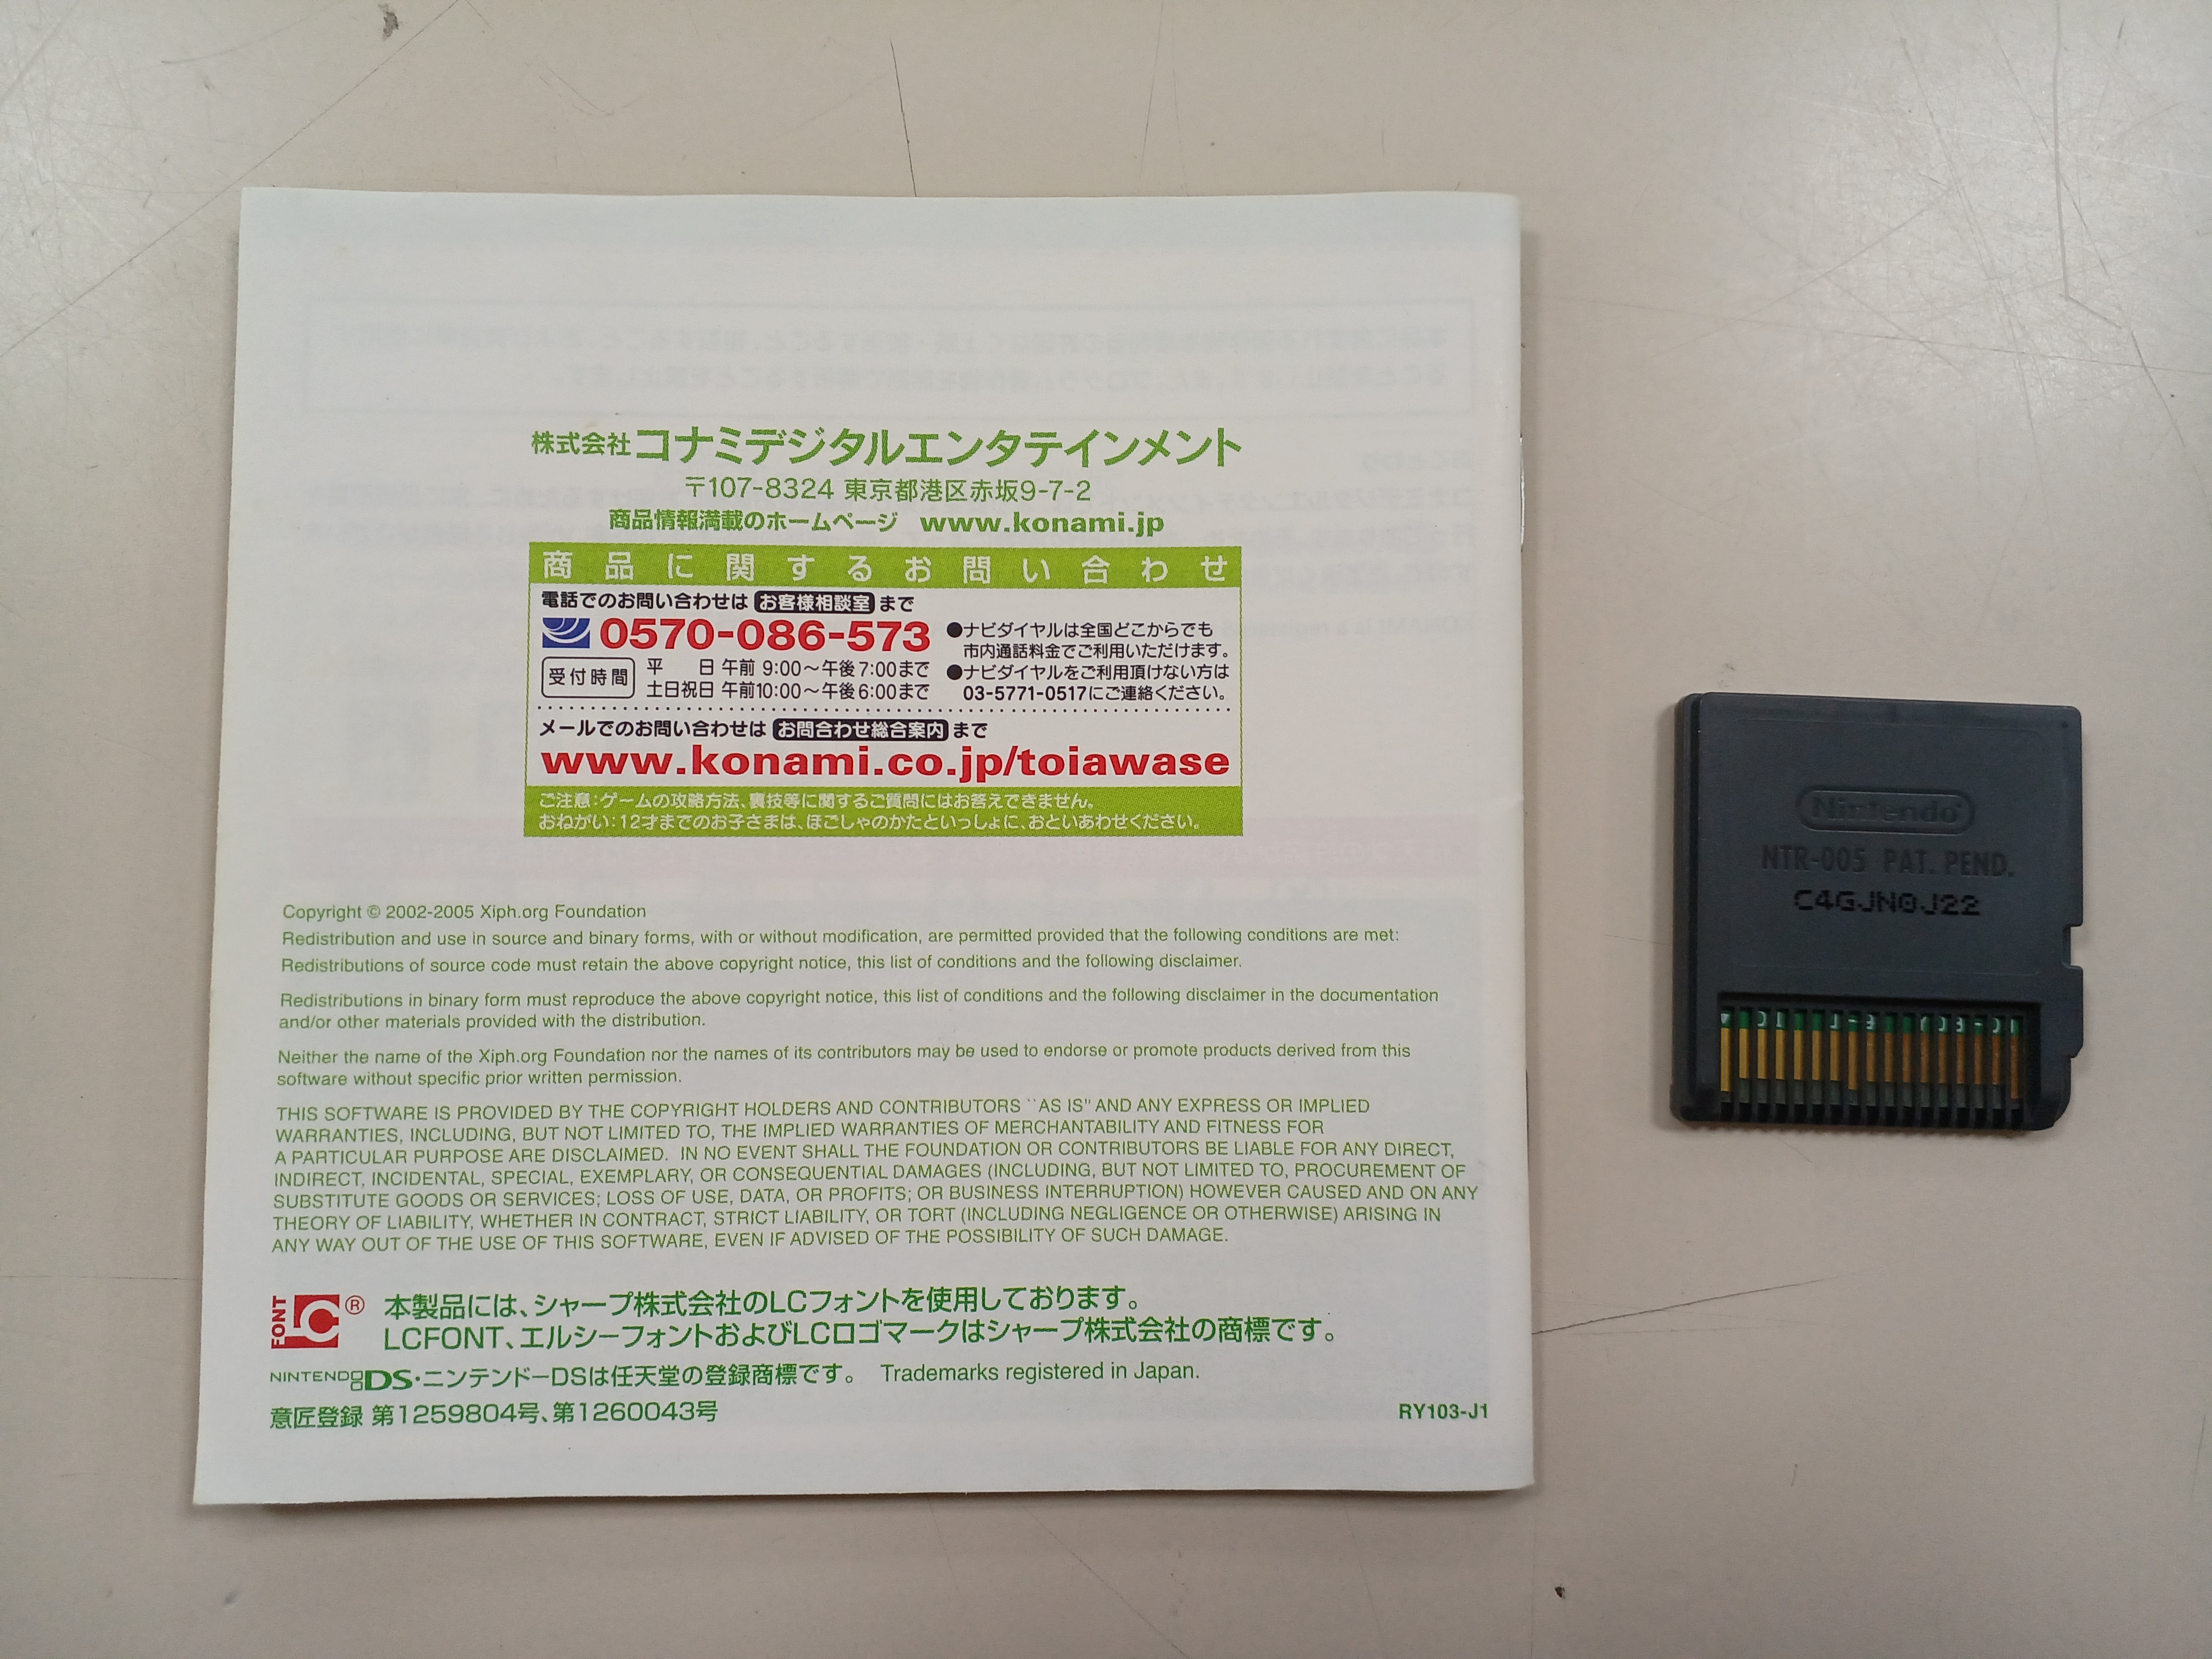 株式会社コナミデジタルエンタテインメント
〒107-8324 東京都港区赤坂9-7-2
商品情報満載のホームページ www.konami.jp
商品に関するお問い合わせ
電話でのお問い合わせは お客様相談室 まで
0570-086-573
受付時間
平　日 午前 9:00〜午後7:00まで
土日祝日 午前10:00〜午後6:00まで
●ナビダイヤルは全国どこからでも
市内通話料金でご利用いただけます。
●ナビダイヤルをご利用頂けない方は
03-5771-0517にご連絡ください。
メールでのお問い合わせは お問合わせ総合案内 まで
www.konami.co.jp/toiawase
ご注意：ゲームの攻略方法、裏技等に関するご質問にはお答えできません。
おねがい：12才までのお子さまは、ほごしゃのかたといっしょに、おといあわせください。
Copyright © 2002-2005 Xiph.org Foundation
Redistribution and use in source and binary forms, with or without modification, are permitted provided that the following conditions are met:
Redistributions of source code must retain the above copyright notice, this list of conditions and the following disclaimer.
Redistributions in binary form must reproduce the above copyright notice, this list of conditions and the following disclaimer in the documentation
and/or other materials provided with the distribution.
Neither the name of the Xiph.org Foundation nor the names of its contributors may be used to endorse or promote products derived from this
software without specific prior written permission.
THIS SOFTWARE IS PROVIDED BY THE COPYRIGHT HOLDERS AND CONTRIBUTORS ``AS IS'' AND ANY EXPRESS OR IMPLIED
WARRANTIES, INCLUDING, BUT NOT LIMITED TO, THE IMPLIED WARRANTIES OF MERCHANTABILITY AND FITNESS FOR
A PARTICULAR PURPOSE ARE DISCLAIMED. IN NO EVENT SHALL THE FOUNDATION OR CONTRIBUTORS BE LIABLE FOR ANY DIRECT,
INDIRECT, INCIDENTAL, SPECIAL, EXEMPLARY, OR CONSEQUENTIAL DAMAGES (INCLUDING, BUT NOT LIMITED TO, PROCUREMENT OF
SUBSTITUTE GOODS OR SERVICES; LOSS OF USE, DATA, OR PROFITS; OR BUSINESS INTERRUPTION) HOWEVER CAUSED AND ON ANY
THEORY OF LIABILITY, WHETHER IN CONTRACT, STRICT LIABILITY, OR TORT (INCLUDING NEGLIGENCE OR OTHERWISE) ARISING IN
ANY WAY OUT OF THE USE OF THIS SOFTWARE, EVEN IF ADVISED OF THE POSSIBILITY OF SUCH DAMAGE.
FONT LC ® 本製品には、シャープ株式会社のLCフォントを使用しております。
LCFONT、エルシーフォントおよびLCロゴマークはシャープ株式会社の商標です。
NINTENDO DS・ニンテンドーDSは任天堂の登録商標です。 Trademarks registered in Japan.
意匠登録 第1259804号、第1260043号
RY103-J1
Nintendo
NTR-005 PAT. PEND.
C4GJN0J22